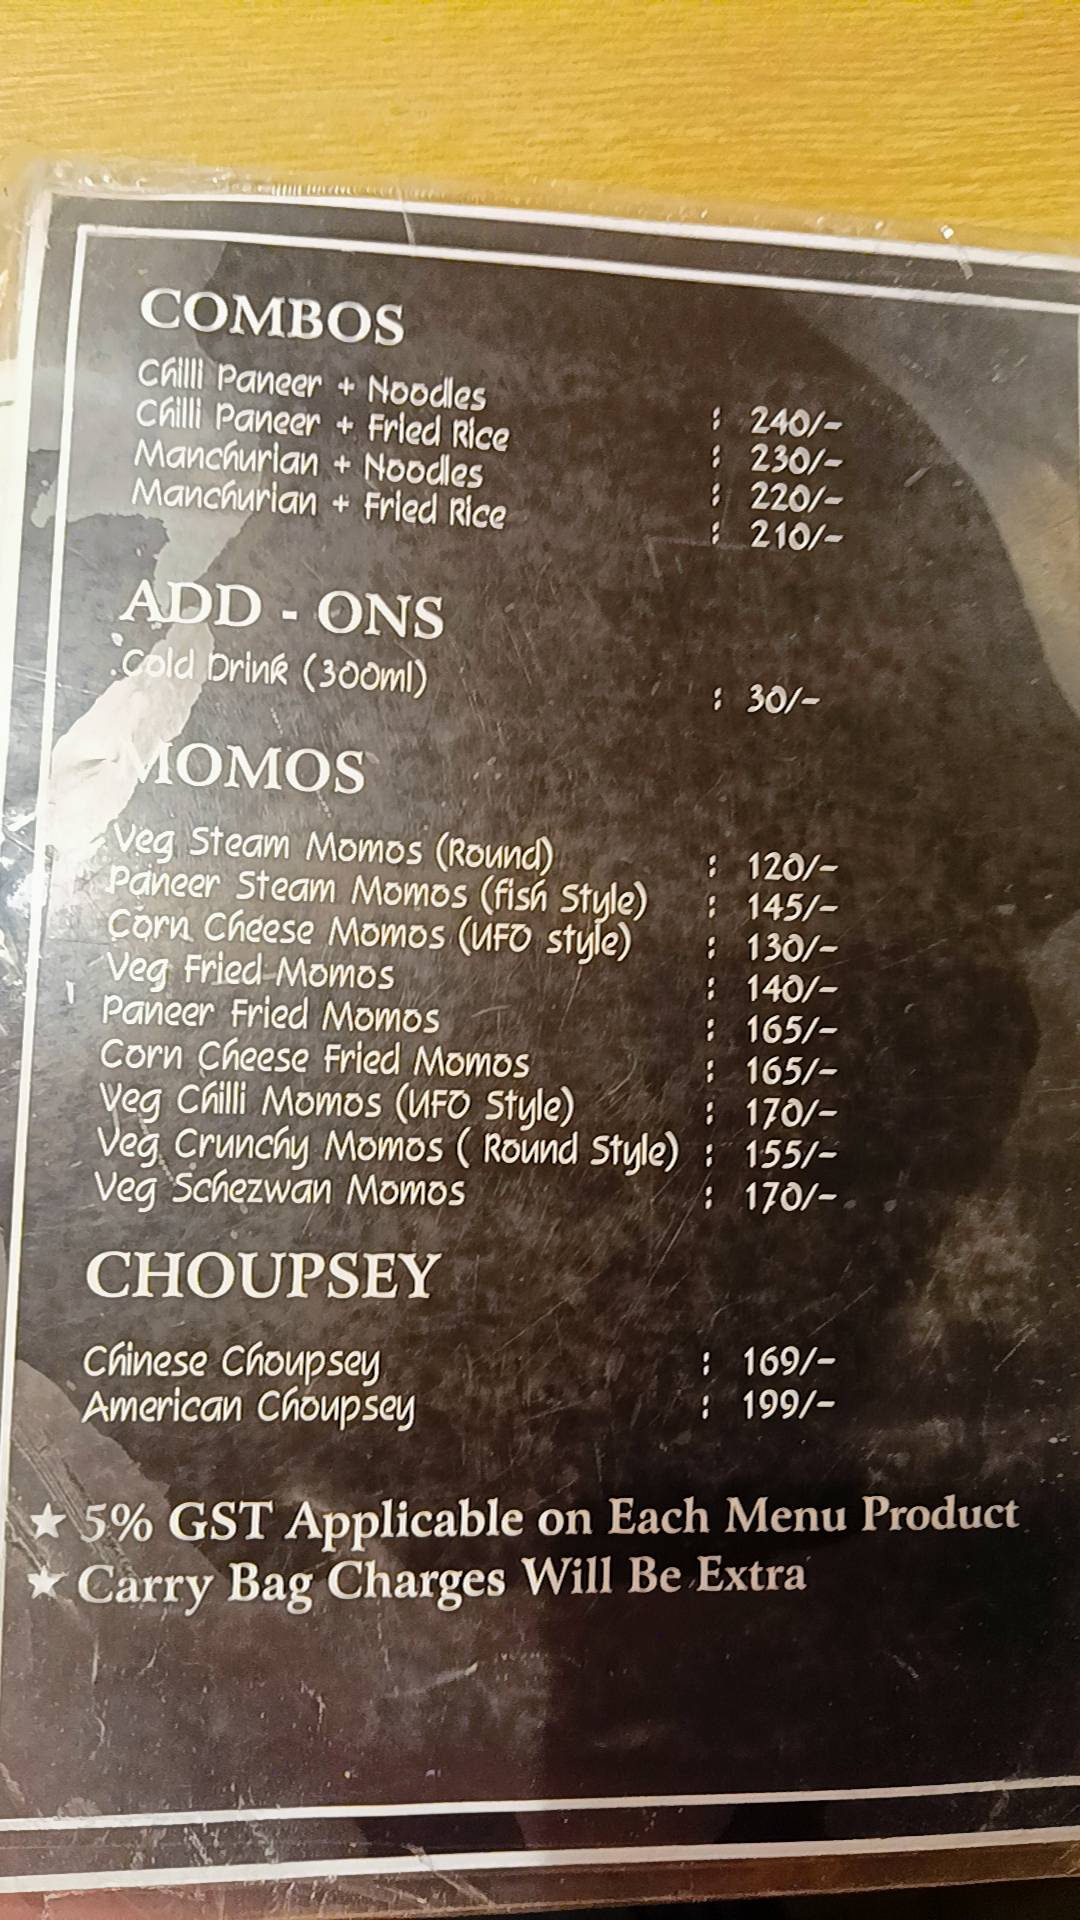 COMBOS
Chilli Paneer + Noodles : 240/-
Chilli Paneer + Fried Rice : 230/-
Manchurian + Noodles : 220/-
Manchurian + Fried Rice : 210/-
ADD - ONS
Cold Drink (300ml) : 30/-
MOMOS
Veg Steam Momos (Round) : 120/-
Paneer Steam Momos (fish Style) : 145/-
Corn Cheese Momos (UFO style) : 130/-
Veg Fried Momos : 140/-
Paneer Fried Momos : 165/-
Corn Cheese Fried Momos : 165/-
Veg Chilli Momos (UFO Style) : 170/-
Veg Crunchy Momos ( Round Style) : 155/-
Veg Schezwan Momos : 170/-
CHOUPSEY
Chinese Choupsey : 169/-
American Choupsey : 199/-
★ 5% GST Applicable on Each Menu Product
★ Carry Bag Charges Will Be Extra